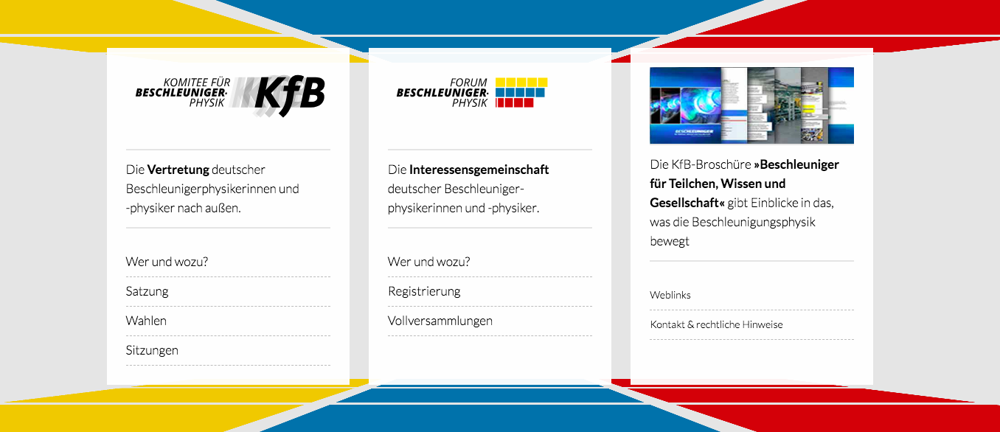 KOMITEE FÜR
BESCHLEUNIGER-
PHYSIK
KfB
Die Vertretung deutscher
Beschleunigerphysikerinnen und
-physiker nach außen.
Wer und wozu?
Satzung
Wahlen
Sitzungen
FORUM
BESCHLEUNIGER-
PHYSIK
Die Interessensgemeinschaft
deutscher Beschleuniger-
physikerinnen und -physiker.
Wer und wozu?
Registrierung
Vollversammlungen
BESCHLEUNIGER
Die KfB-Broschüre »Beschleuniger
für Teilchen, Wissen und
Gesellschaft« gibt Einblicke in das,
was die Beschleunigungsphysik
bewegt
Weblinks
Kontakt & rechtliche Hinweise